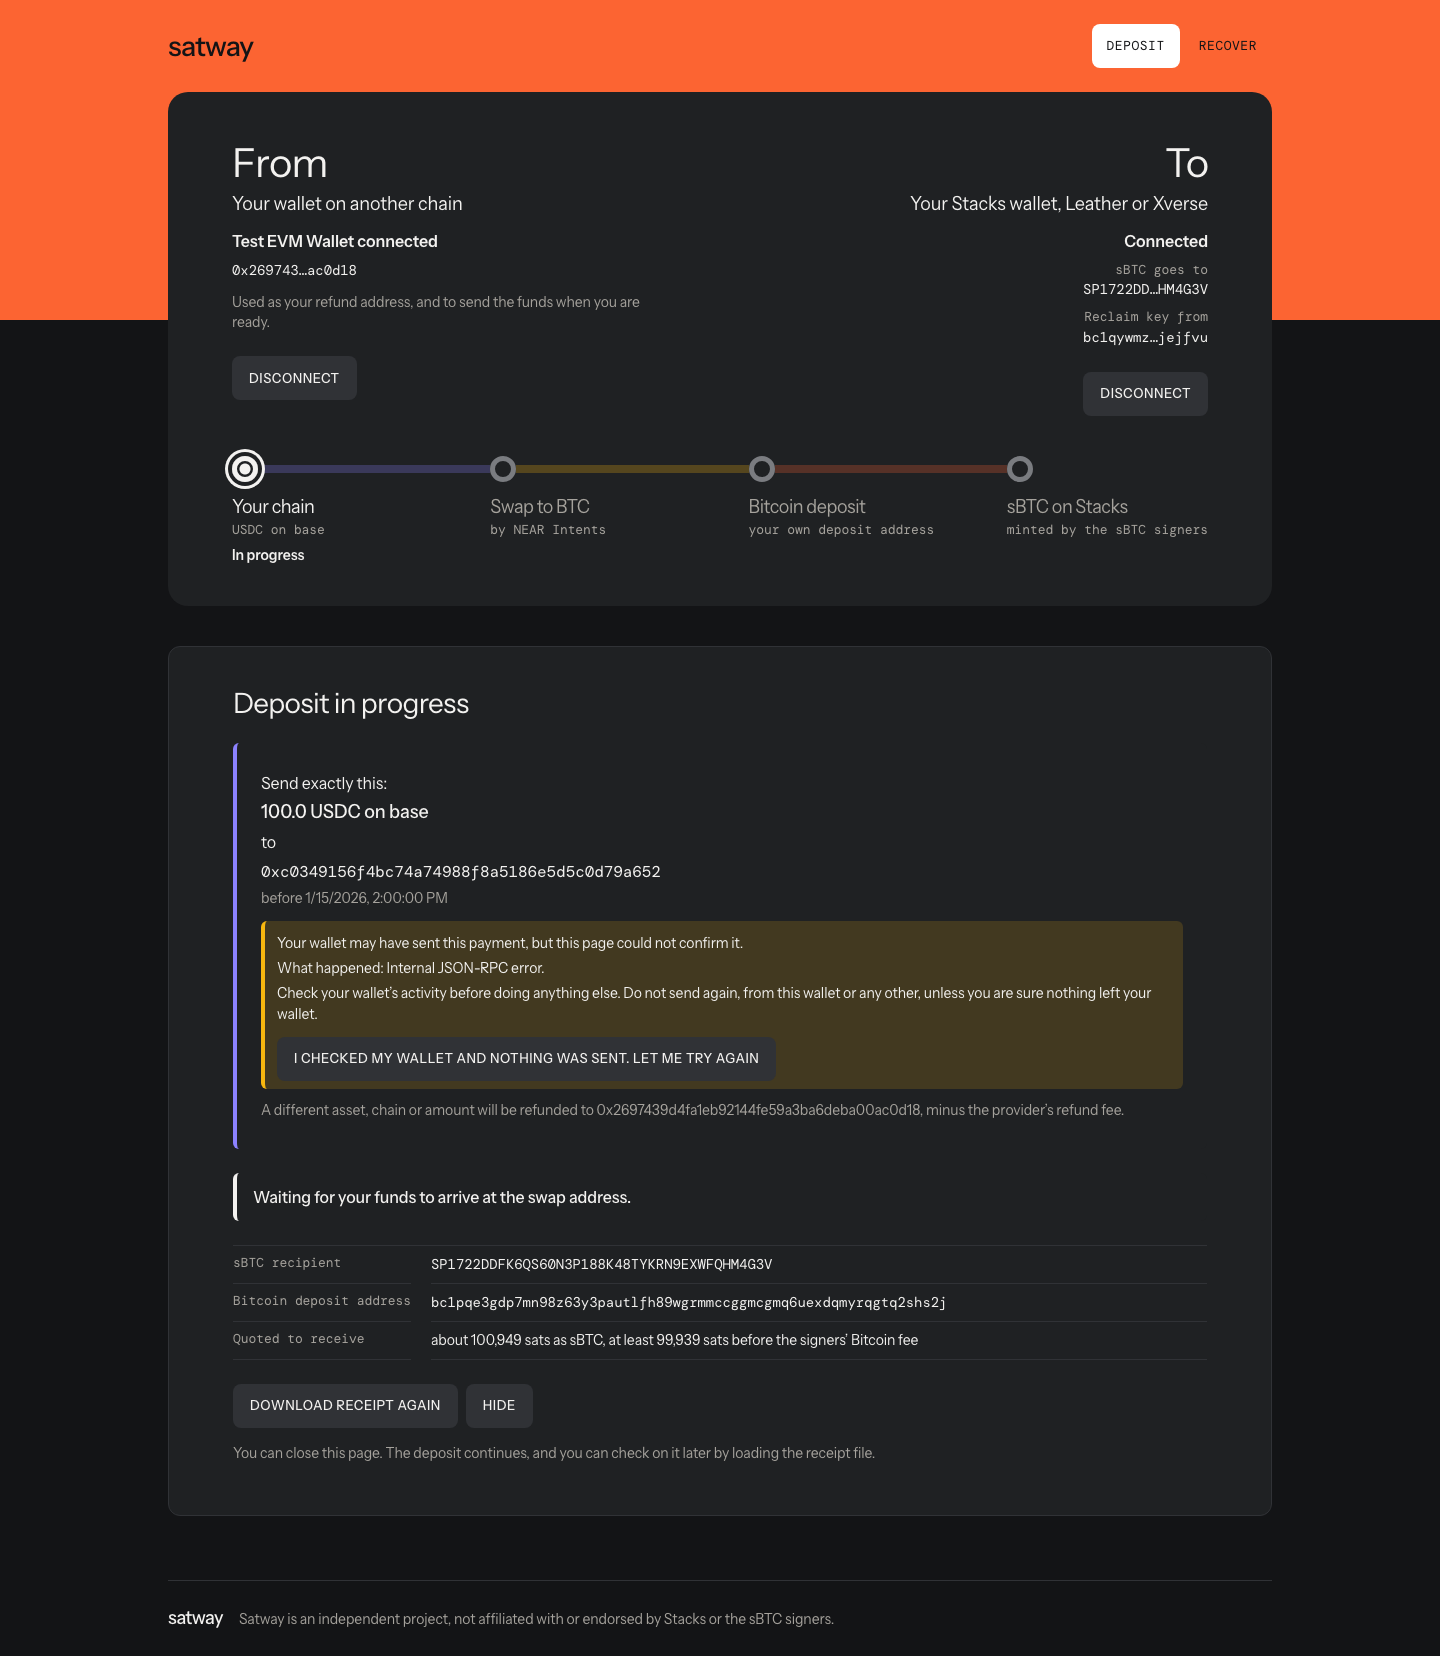 satway
DEPOSIT
RECOVER
From
Your wallet on another chain
Test EVM Wallet connected
0x269743…ac0d18
Used as your refund address, and to send the funds when you are
ready.
DISCONNECT
To
Your Stacks wallet, Leather or Xverse
Connected
sBTC goes to
SP1722DD…HM4G3V
Reclaim key from
bc1qywmz…jejfvu
DISCONNECT
Your chain
USDC on base
In progress
Swap to BTC
by NEAR Intents
Bitcoin deposit
your own deposit address
sBTC on Stacks
minted by the sBTC signers
Deposit in progress
Send exactly this:
100.0 USDC on base
to
0xc0349156f4bc74a74988f8a5186e5d5c0d79a652
before 1/15/2026, 2:00:00 PM
Your wallet may have sent this payment, but this page could not confirm it.
What happened: Internal JSON-RPC error.
Check your wallet's activity before doing anything else. Do not send again, from this wallet or any other, unless you are sure nothing left your
wallet.
I CHECKED MY WALLET AND NOTHING WAS SENT. LET ME TRY AGAIN
A different asset, chain or amount will be refunded to 0x2697439d4fa1eb92144fe59a3ba6deba00ac0d18, minus the provider's refund fee.
Waiting for your funds to arrive at the swap address.
sBTC recipient
SP1722DDFK6QS60N3P188K48TYKRN9EXWFQHM4G3V
Bitcoin deposit address
bc1pqe3gdp7mn98z63y3pautlfh89wgrmmccggmcgmq6uexdqmyrqgtq2shs2j
Quoted to receive
about 100,949 sats as sBTC, at least 99,939 sats before the signers' Bitcoin fee
DOWNLOAD RECEIPT AGAIN
HIDE
You can close this page. The deposit continues, and you can check on it later by loading the receipt file.
satway
Satway is an independent project, not affiliated with or endorsed by Stacks or the sBTC signers.